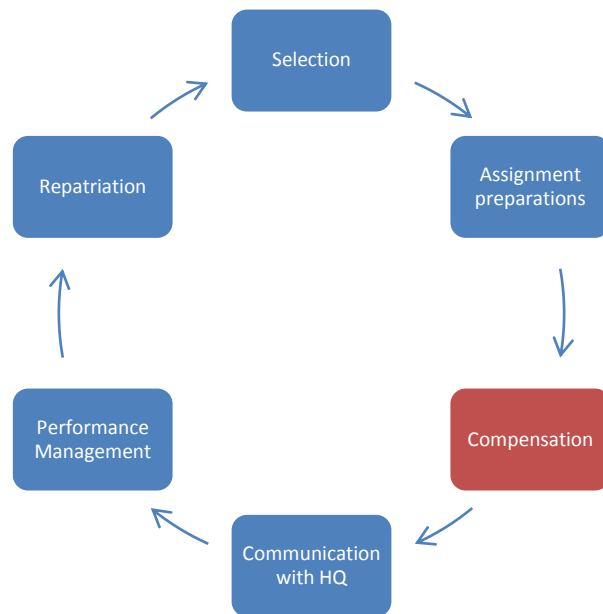 Selection
Assignment
preparations
Compensation
Communication
with HQ
Performance
Management
Repatriation